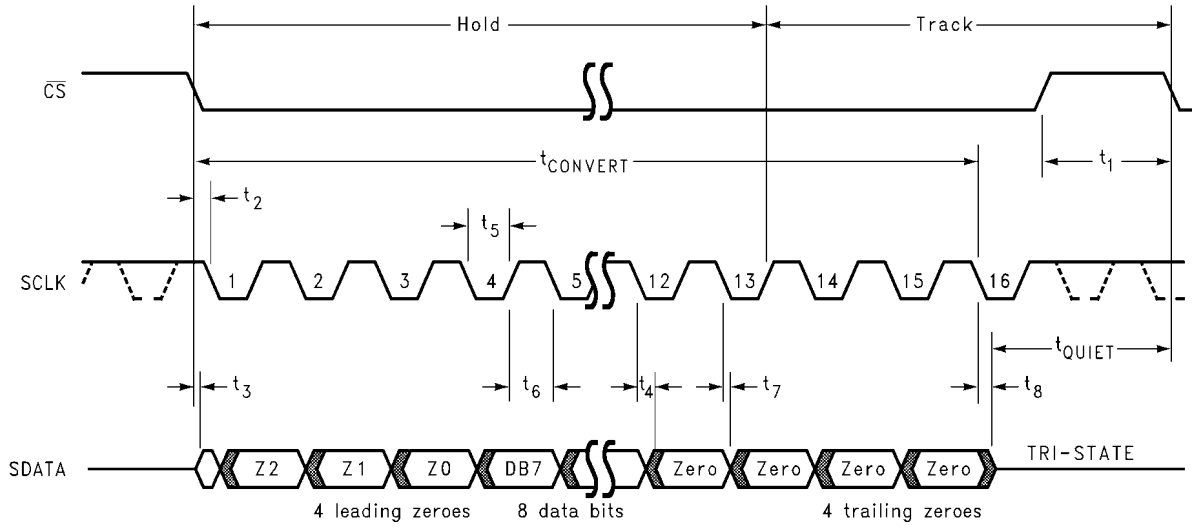 Hold Track
CS
tCONVERT
t1
t2
t5
SCLK 1 2 3 4 5 12 13 14 15 16
tQUIET
t3 t6 t4 t7 t8
SDATA Z2 Z1 Z0 DB7 Zero Zero Zero Zero TRI-STATE
4 leading zeroes 8 data bits 4 trailing zeroes